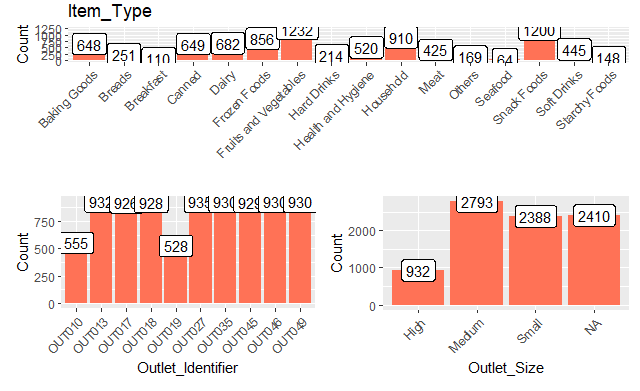 Item_Type
Count
1250
1000
750
500
250
0
648
251
110
649
682
856
1232
214
520
910
425
169
64
1200
445
148
Baking Goods
Breads
Breakfast
Canned
Dairy
Frozen Foods
Fruits and Vegetables
Hard Drinks
Health and Hygiene
Household
Meat
Others
Seafood
Snack Foods
Soft Drinks
Starchy Foods
Count
750
500
250
0
555
932
926
928
528
935
930
929
930
930
OUT010
OUT013
OUT017
OUT018
OUT019
OUT027
OUT035
OUT045
OUT046
OUT049
Outlet_Identifier
Count
2000
1000
0
932
2793
2388
2410
High
Medium
Small
NA
Outlet_Size